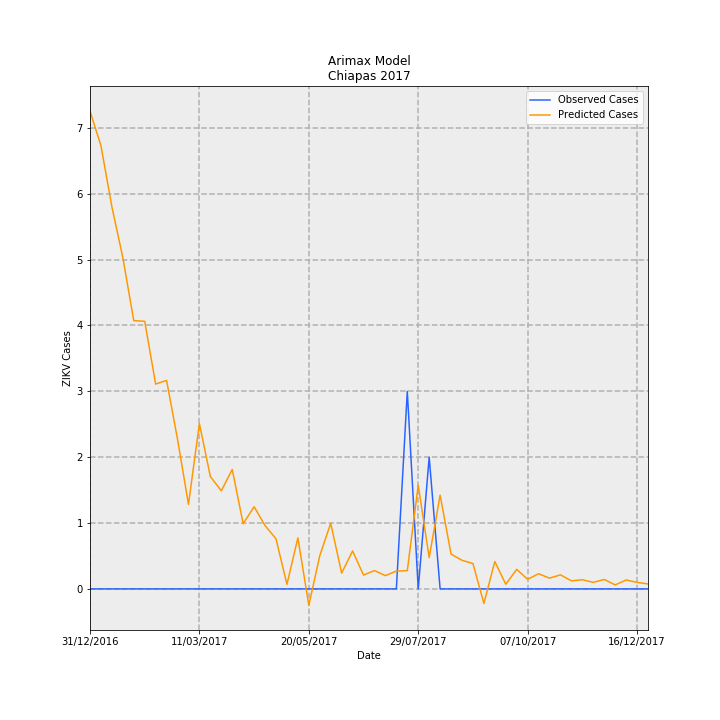 Arimax Model
Chiapas 2017
Observed Cases
Predicted Cases
ZIKV Cases
7
6
5
4
3
2
1
0
31/12/2016
11/03/2017
20/05/2017
29/07/2017
07/10/2017
16/12/2017
Date